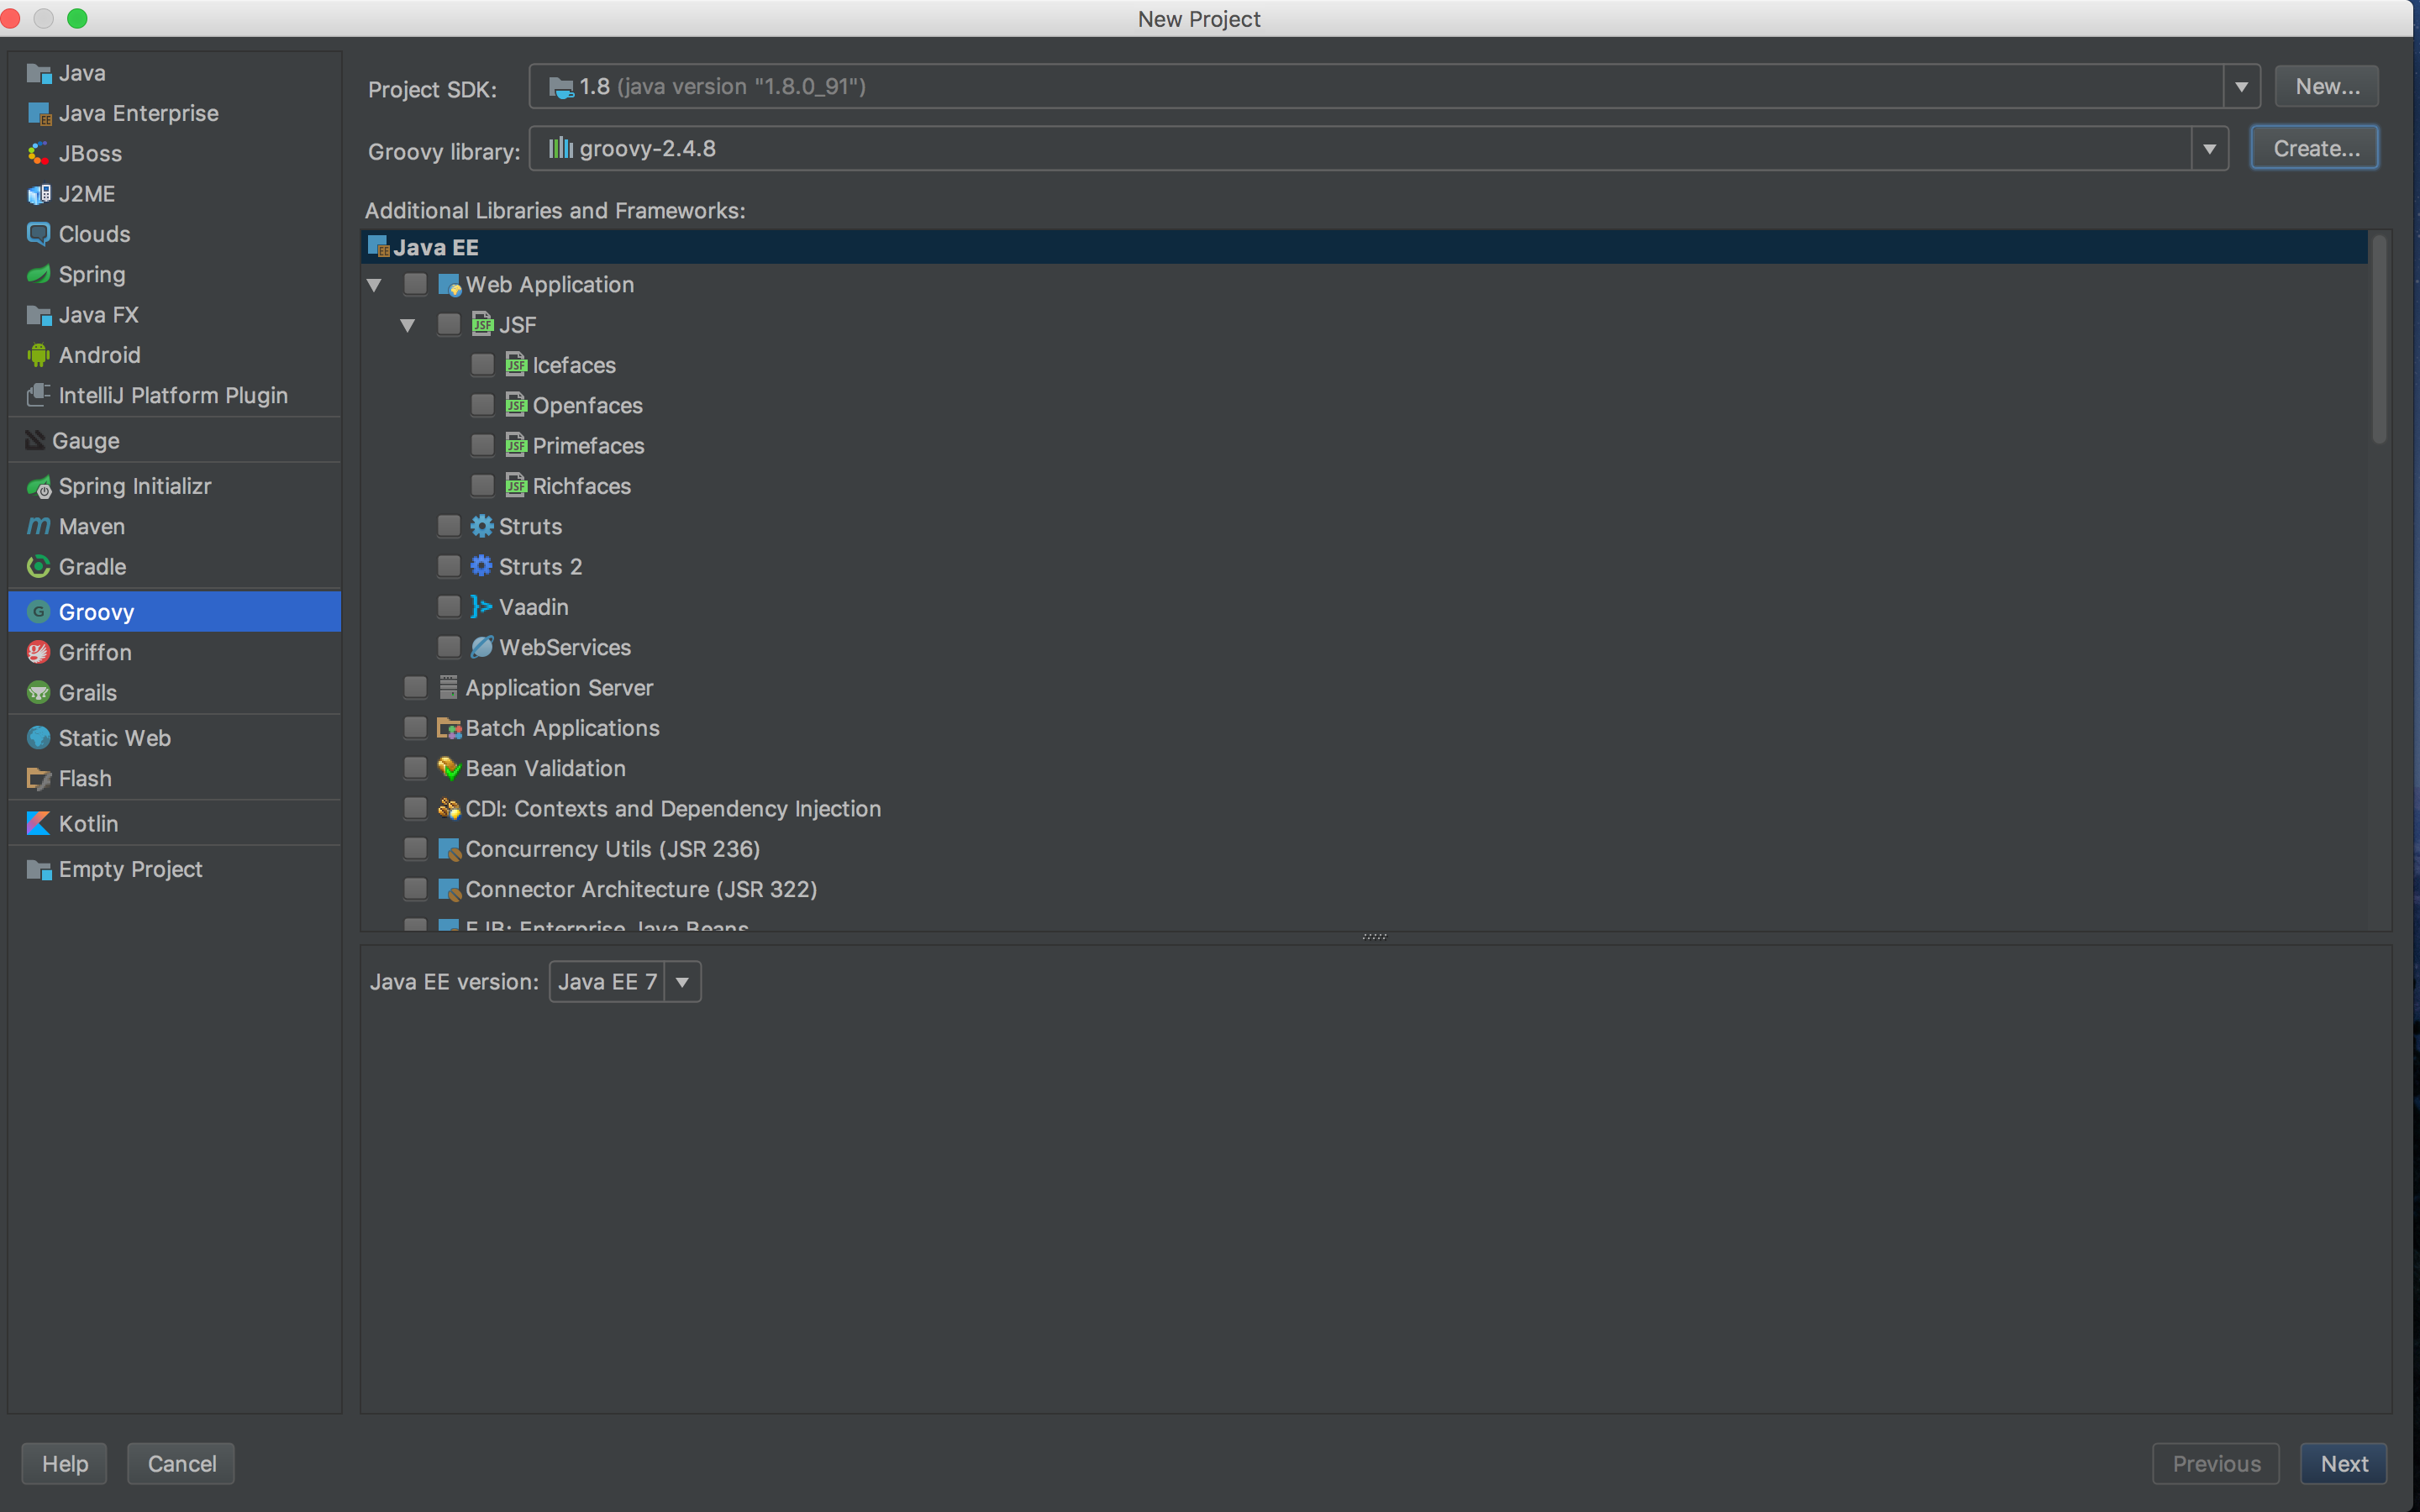 New Project
Java
Java Enterprise
JBoss
J2ME
Clouds
Spring
Java FX
Android
IntelliJ Platform Plugin
Gauge
Spring Initializr
Maven
Gradle
Groovy
Griffon
Grails
Static Web
Flash
Kotlin
Empty Project
Project SDK: 1.8 (java version "1.8.0_91") New...
Groovy library: groovy-2.4.8 Create...
Additional Libraries and Frameworks:
Java EE
Web Application
JSF
Icefaces
Openfaces
Primefaces
Richfaces
Struts
Struts 2
Vaadin
WebServices
Application Server
Batch Applications
Bean Validation
CDI: Contexts and Dependency Injection
Concurrency Utils (JSR 236)
Connector Architecture (JSR 322)
EJB: Enterprise Java Beans
Java EE version: Java EE 7
Help Cancel Previous Next